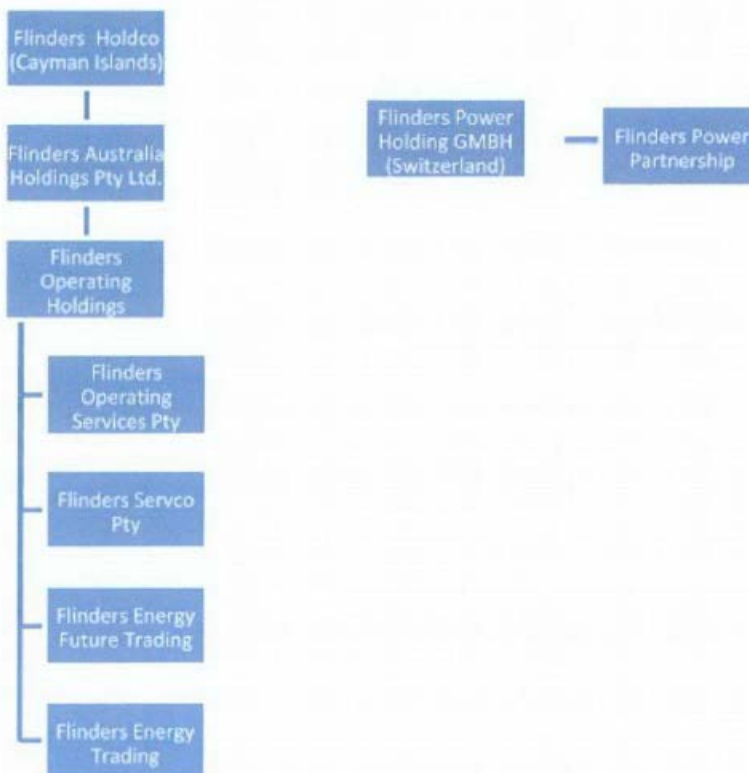 Flinders Holdco
(Cayman Islands)
Flinders Australia
Holdings Pty Ltd.
Flinders
Operating
Holdings
Flinders
Operating
Services Pty
Flinders Servco
Pty
Flinders Energy
Future Trading
Flinders Energy
Trading
Flinders Power
Holding GMBH
(Switzerland)
Flinders Power
Partnership